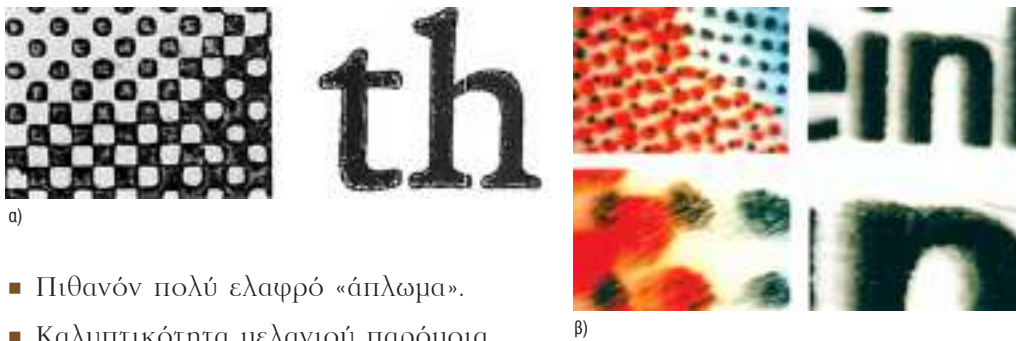 th
ein
n
α)
β)
▪ Πιθανόν πολύ ελαφρό «άπλωμα».
▪ Καλυπτικότητα μελανιού παρόμοια